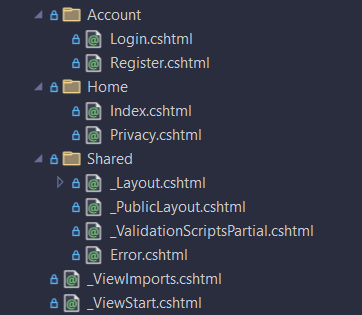 Account
Login.cshtml
Register.cshtml
Home
Index.cshtml
Privacy.cshtml
Shared
_Layout.cshtml
_PublicLayout.cshtml
_ValidationScriptsPartial.cshtml
Error.cshtml
_ViewImports.cshtml
_ViewStart.cshtml